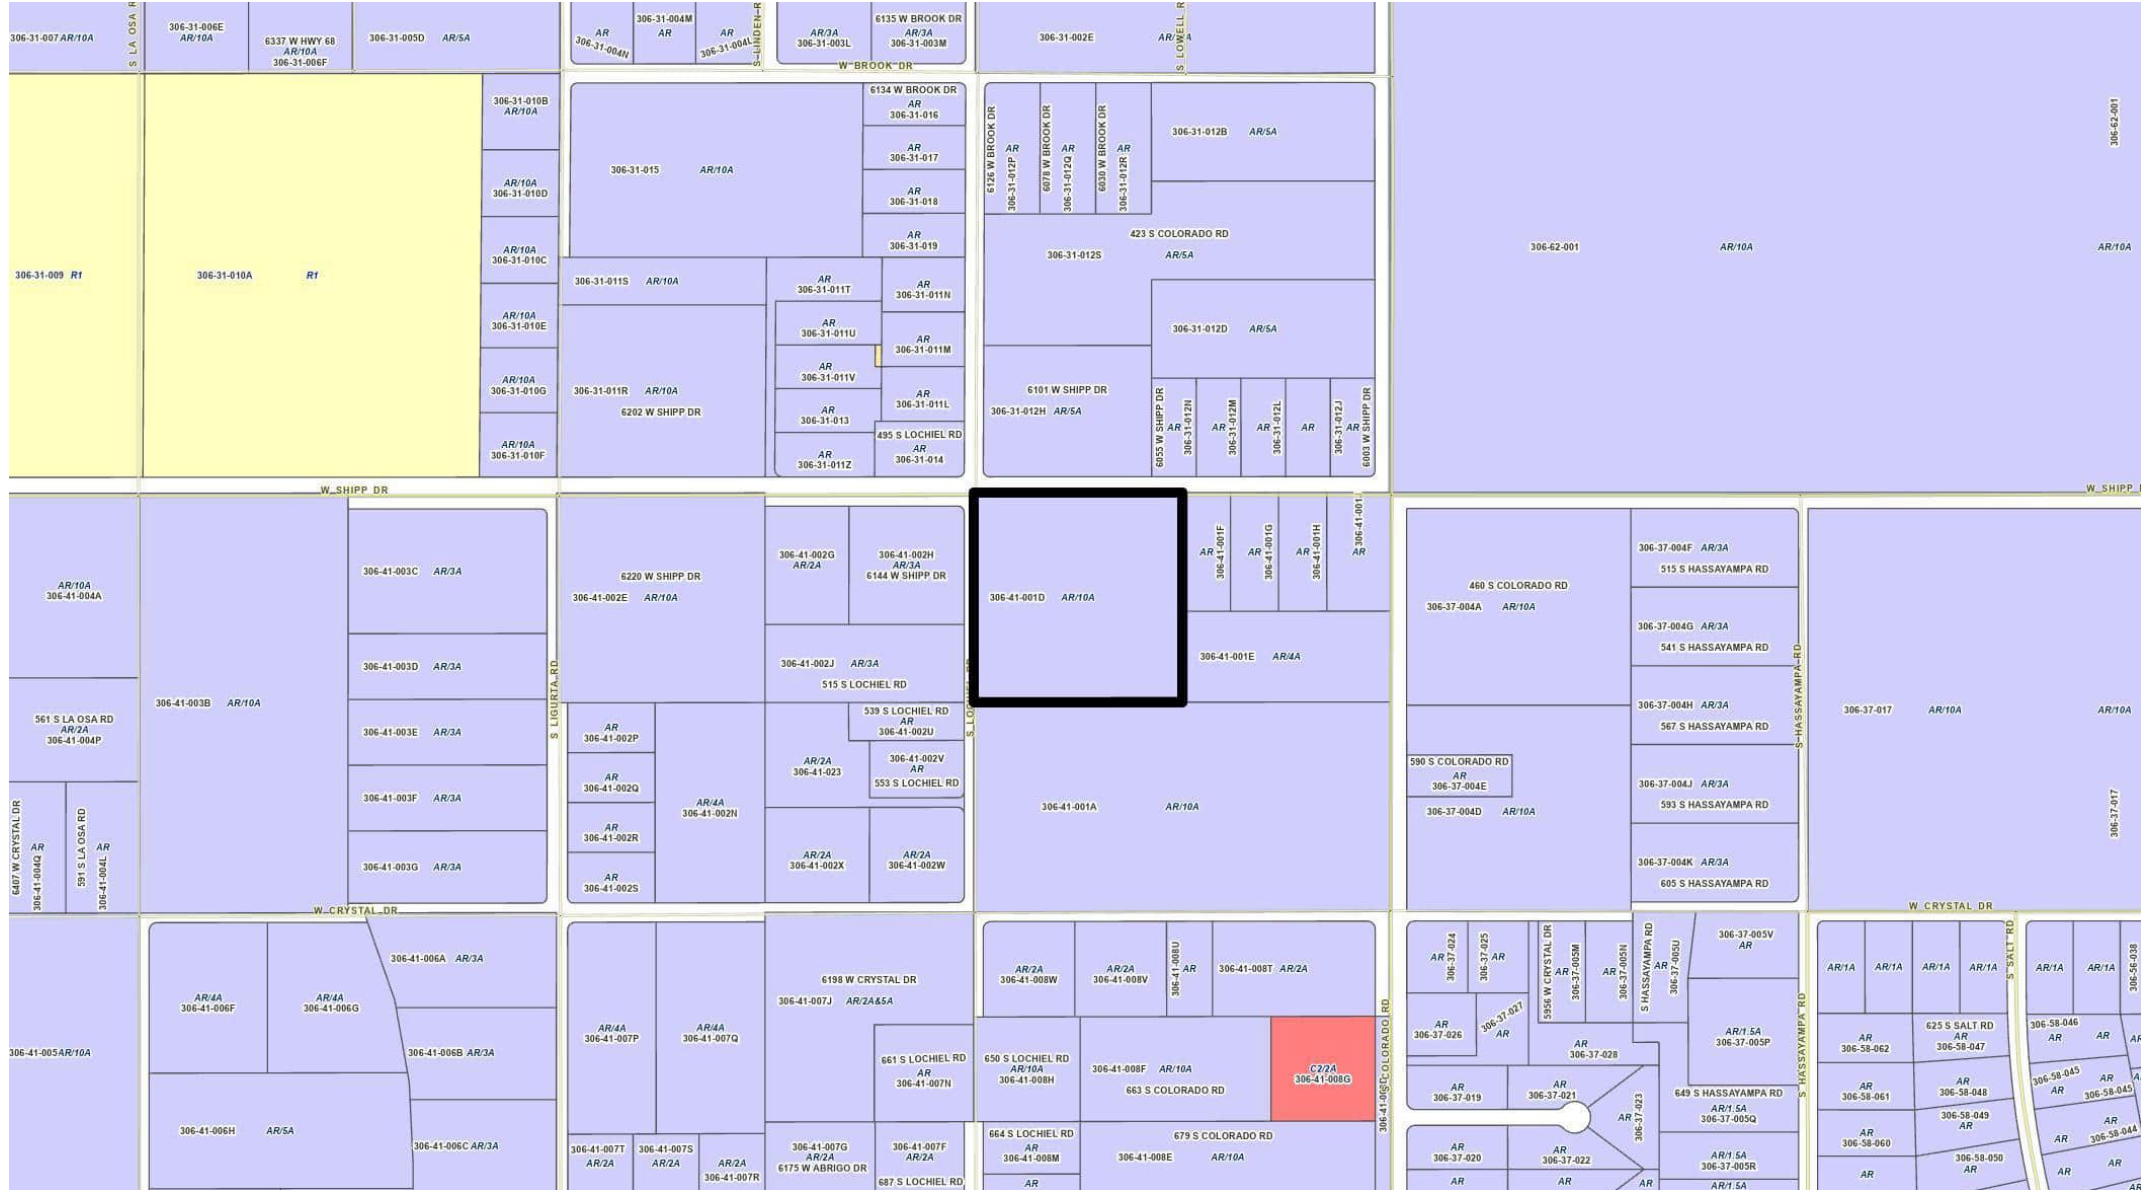 306-31-007 AR/10A
S LA OSA R
306-31-006E
AR/10A
6337 W HWY 68
AR/10A
306-31-006F
306-31-005D AR/5A
AR
306-31-004N
306-31-004M
AR
AR
306-31-004L
S LINDEN R
AR/3A
306-31-003L
6135 W BROOK DR
AR/3A
306-31-003M
306-31-002E
S LOWELL R
W BROOK DR
306-31-009 R1
306-31-010A R1
306-31-010B
AR/10A
AR/10A
306-31-010D
AR/10A
306-31-010C
AR/10A
306-31-010E
AR/10A
306-31-010G
AR/10A
306-31-010F
306-31-015 AR/10A
6134 W BROOK DR
AR
306-31-016
AR
306-31-017
AR
306-31-018
AR
306-31-019
306-31-011S AR/10A
AR
306-31-011T
AR
306-31-011N
AR
306-31-011U
AR
306-31-011M
AR
306-31-011V
306-31-011R AR/10A
6202 W SHIPP DR
AR
306-31-011L
AR
306-31-013
495 S LOCHIEL RD
AR
306-31-014
AR
306-31-011Z
6126 W BROOK DR
AR
306-31-012P
6078 W BROOK DR
AR
306-31-012Q
6030 W BROOK DR
AR
306-31-012R
306-31-012B AR/5A
423 S COLORADO RD
306-31-012S AR/5A
306-31-012D AR/5A
6101 W SHIPP DR
306-31-012H AR/5A
6055 W SHIPP DR
AR
306-31-012N
AR
306-31-012M
AR
306-31-012L
AR
306-31-012J
AR
6003 W SHIPP DR
306-62-001
306-62-001 AR/10A AR/10A
W SHIPP DR
W SHIPP
AR/10A
306-41-004A
306-41-003C AR/3A
306-41-003D AR/3A
306-41-003B AR/10A
306-41-003E AR/3A
306-41-003F AR/3A
306-41-003G AR/3A
561 S LA OSA RD
AR/2A
306-41-004P
6407 W CRYSTAL DR
AR
306-41-004Q
591 S LA OSA RD
AR
306-41-004L
S LIGURTA RD
6220 W SHIPP DR
306-41-002E AR/10A
306-41-002G
AR/2A
306-41-002H
AR/3A
6144 W SHIPP DR
306-41-002J AR/3A
515 S LOCHIEL RD
AR
306-41-002P
AR
306-41-002Q
AR
306-41-002R
AR
306-41-002S
AR/4A
306-41-002N
539 S LOCHIEL RD
AR
306-41-002U
AR/2A
306-41-023
306-41-002V
AR
553 S LOCHIEL RD
AR/2A
306-41-002X
AR/2A
306-41-002W
306-41-001D AR/10A
AR
306-41-001F
AR
306-41-001G
AR
306-41-001H
306-41-001
AR
306-41-001E AR/4A
306-41-001A AR/10A
460 S COLORADO RD
306-37-004A AR/10A
590 S COLORADO RD
AR
306-37-004E
306-37-004D AR/10A
306-37-004F AR/3A
515 S HASSAYAMPA RD
306-37-004G AR/3A
541 S HASSAYAMPA RD
306-37-004H AR/3A
567 S HASSAYAMPA RD
306-37-004J AR/3A
593 S HASSAYAMPA RD
306-37-004K AR/3A
605 S HASSAYAMPA RD
S HASSAYAMPA RD
306-37-017 AR/10A AR/10A
306-37-017
W CRYSTAL DR
W CRYSTAL DR
306-41-005 AR/10A
AR/4A
306-41-006F
AR/4A
306-41-006G
306-41-006A AR/3A
306-41-006B AR/3A
306-41-006H AR/5A
306-41-006C AR/3A
AR/4A
306-41-007P
AR/4A
306-41-007Q
6198 W CRYSTAL DR
306-41-007J AR/2A&5A
661 S LOCHIEL RD
AR
306-41-007N
306-41-007T
AR/2A
306-41-007S
AR/2A
AR/2A
306-41-007R
306-41-007G
AR/2A
6175 W ABRIGO DR
306-41-007F
AR/2A
687 S LOCHIEL RD
AR/2A
306-41-008W
AR/2A
306-41-008V
306-41-008U
AR
306-41-008T AR/2A
650 S LOCHIEL RD
AR/10A
306-41-008H
306-41-008F AR/10A
663 S COLORADO RD
C2/2A
306-41-008G
664 S LOCHIEL RD
AR
306-41-008M
AR
679 S COLORADO RD
306-41-008E AR/10A
S COLORADO RD
AR
306-37-024
306-37-025
AR
5956 W CRYSTAL DR
AR
306-37-005M
AR
306-37-005N
S HASSAYAMPA RD
AR
306-37-005U
306-37-005V
AR
AR
306-37-026
306-37-027
AR
306-37-028
AR/1.5A
306-37-005P
AR
306-37-019
AR
306-37-021
306-37-023
AR
649 S HASSAYAMPA RD
AR/1.5A
306-37-005Q
AR
306-37-020
AR
306-37-022
AR/1.5A
306-37-005R
AR
AR
AR
AR/1.5A
S HASSAYAMPA RD
AR/1A
AR/1A
AR/1A
AR/1A
S SALT RD
AR/1A
AR/1A
306-56-038
AR
306-58-062
625 S SALT RD
AR
306-58-047
306-58-046
AR
AR
AR
306-58-061
AR
306-58-048
306-58-045
AR
AR
306-58-045
AR
306-58-060
306-58-049
AR
AR
AR
306-58-044
AR
306-58-050
AR
AR
AR